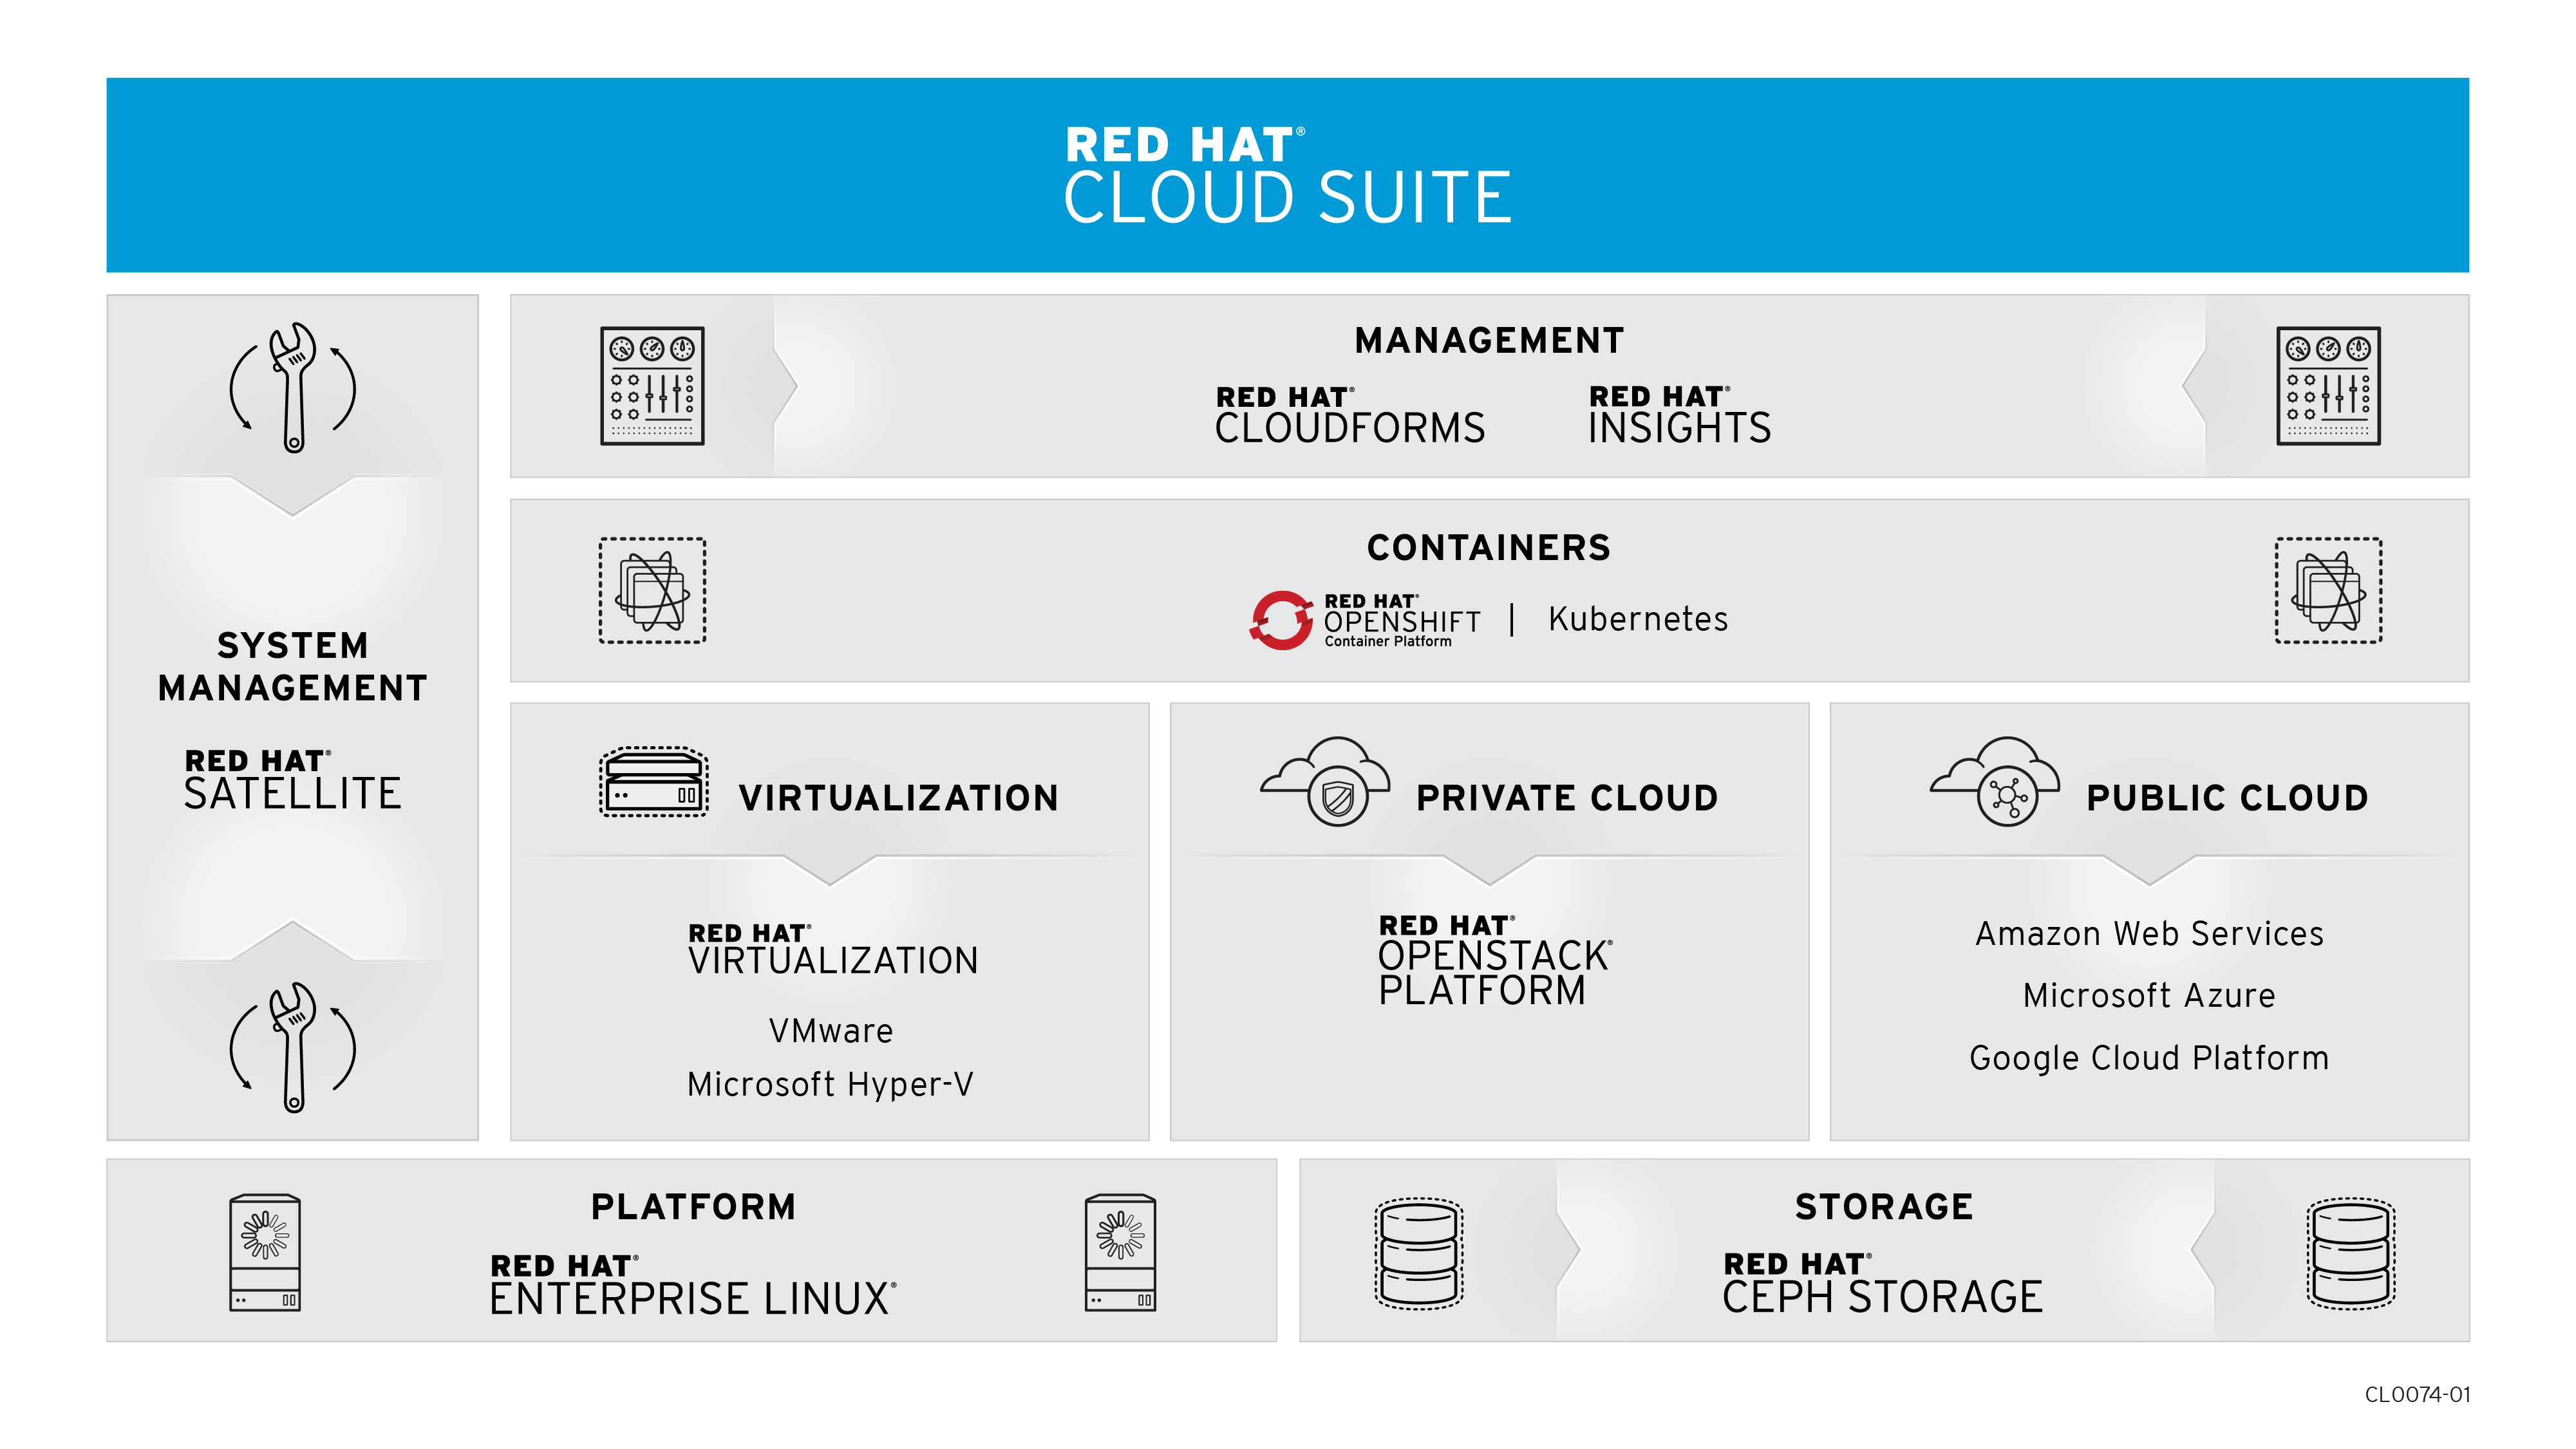 RED HAT®
CLOUD SUITE
SYSTEM
MANAGEMENT
RED HAT®
SATELLITE
MANAGEMENT
RED HAT®
CLOUDFORMS
RED HAT®
INSIGHTS
CONTAINERS
RED HAT®
OPENSHIFT
Container Platform
| Kubernetes
VIRTUALIZATION
RED HAT®
VIRTUALIZATION
VMware
Microsoft Hyper-V
PRIVATE CLOUD
RED HAT®
OPENSTACK®
PLATFORM
PUBLIC CLOUD
Amazon Web Services
Microsoft Azure
Google Cloud Platform
PLATFORM
RED HAT®
ENTERPRISE LINUX®
STORAGE
RED HAT®
CEPH STORAGE
CL0074-01